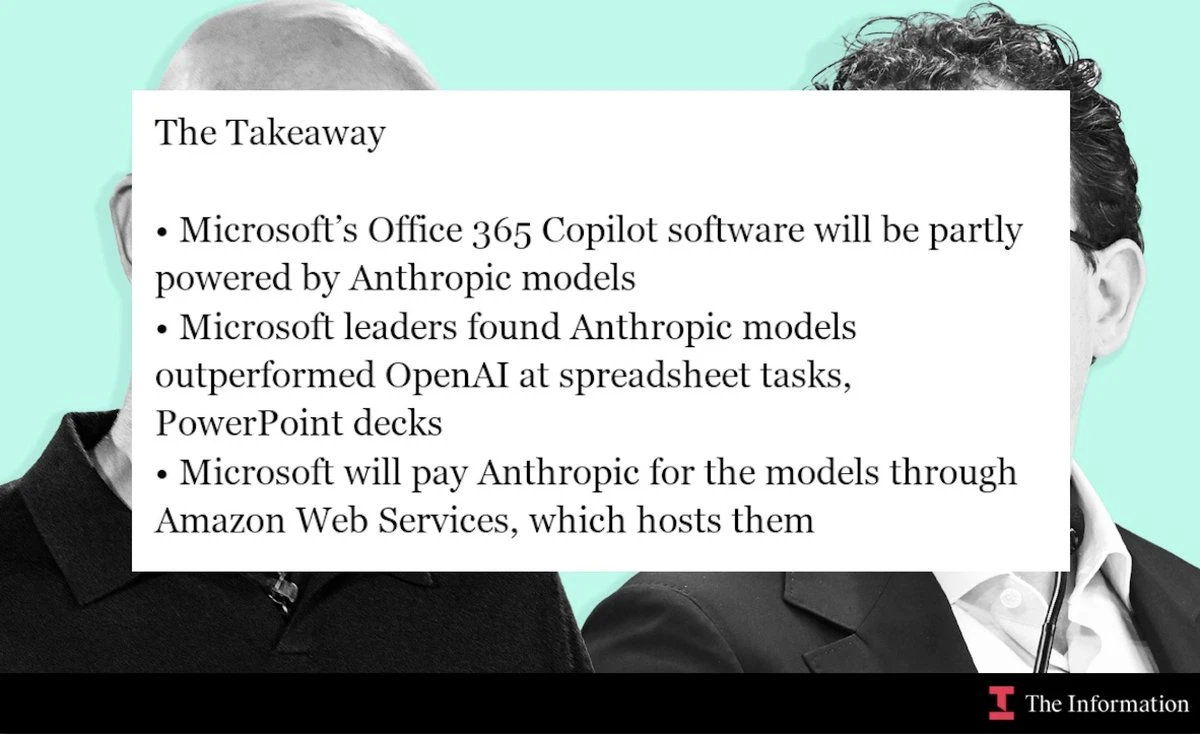 The Takeaway
• Microsoft’s Office 365 Copilot software will be partly
powered by Anthropic models
• Microsoft leaders found Anthropic models
outperformed OpenAI at spreadsheet tasks,
PowerPoint decks
• Microsoft will pay Anthropic for the models through
Amazon Web Services, which hosts them
The Information